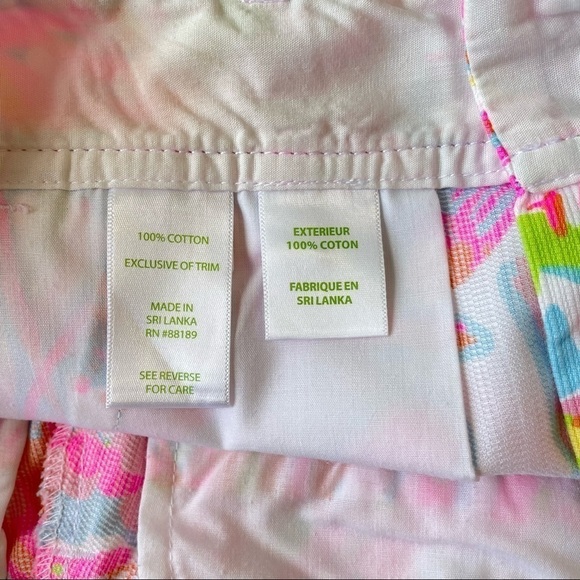 100% COTTON
EXCLUSIVE OF TRIM
MADE IN
SRI LANKA
RN #88189
SEE REVERSE
FOR CARE
EXTERIEUR
100% COTON
FABRIQUE EN
SRI LANKA